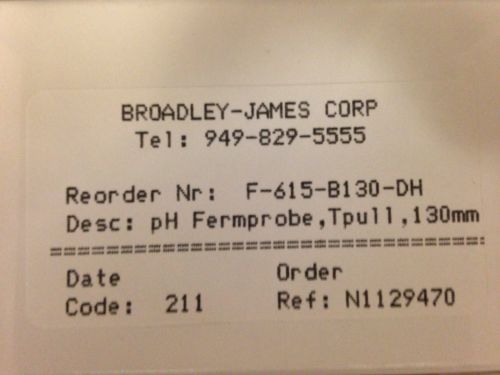 BROADLEY-JAMES CORP
Tel: 949-829-5555
Reorder Nr: F-615-B130-DH
Desc: pH Fermprobe,Tpull,130mm
================================================
Date Order
Code: 211 Ref: N1129470